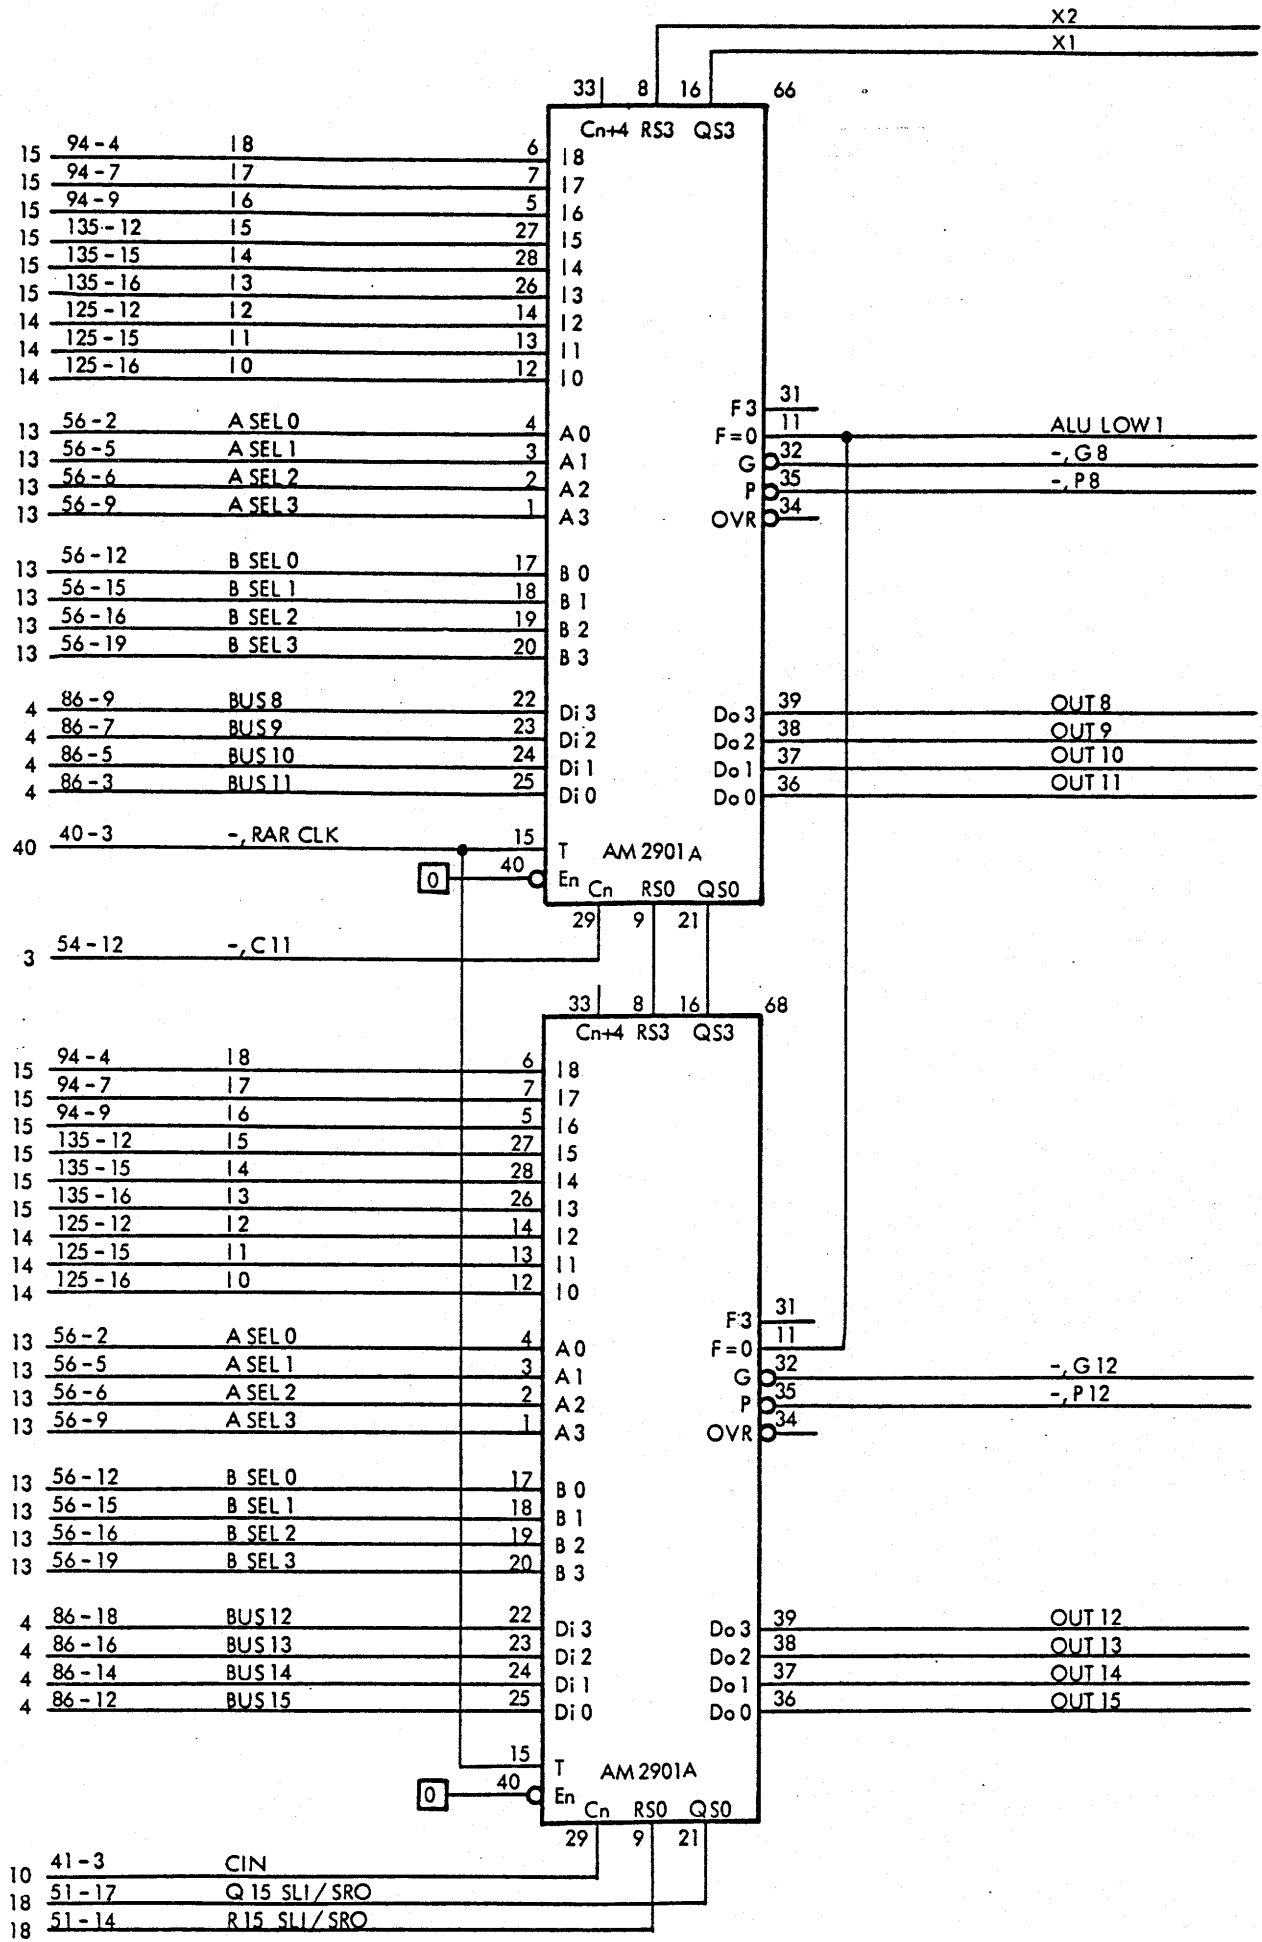 X2
X1
33 8 16 66
Cn+4 RS3 QS3
15 94-4 I8 6 I8
15 94-7 I7 7 I7
15 94-9 I6 5 I6
15 135-12 I5 27 I5
15 135-15 I4 28 I4
15 135-16 I3 26 I3
14 125-12 I2 14 I2
14 125-15 I1 13 I1
14 125-16 I0 12 I0
F3 31
13 56-2 A SEL 0 4 A0 F=0 11 ALU LOW 1
13 56-5 A SEL 1 3 A1 G 32 -, G8
13 56-6 A SEL 2 2 A2 P 35 -, P8
13 56-9 A SEL 3 1 A3 OVR 34
13 56-12 B SEL 0 17 B0
13 56-15 B SEL 1 18 B1
13 56-16 B SEL 2 19 B2
13 56-19 B SEL 3 20 B3
4 86-9 BUS 8 22 Di 3 Do 3 39 OUT 8
4 86-7 BUS 9 23 Di 2 Do 2 38 OUT 9
4 86-5 BUS 10 24 Di 1 Do 1 37 OUT 10
4 86-3 BUS 11 25 Di 0 Do 0 36 OUT 11
40 40-3 -, RAR CLK 15 T AM 2901A
0 40 En
Cn RS0 QS0
29 9 21
3 54-12 -, C11
33 8 16 68
Cn+4 RS3 QS3
15 94-4 I8 6 I8
15 94-7 I7 7 I7
15 94-9 I6 5 I6
15 135-12 I5 27 I5
15 135-15 I4 28 I4
15 135-16 I3 26 I3
14 125-12 I2 14 I2
14 125-15 I1 13 I1
14 125-16 I0 12 I0
F3 31
13 56-2 A SEL 0 4 A0 F=0 11
13 56-5 A SEL 1 3 A1 G 32 -, G12
13 56-6 A SEL 2 2 A2 P 35 -, P12
13 56-9 A SEL 3 1 A3 OVR 34
13 56-12 B SEL 0 17 B0
13 56-15 B SEL 1 18 B1
13 56-16 B SEL 2 19 B2
13 56-19 B SEL 3 20 B3
4 86-18 BUS 12 22 Di 3 Do 3 39 OUT 12
4 86-16 BUS 13 23 Di 2 Do 2 38 OUT 13
4 86-14 BUS 14 24 Di 1 Do 1 37 OUT 14
4 86-12 BUS 15 25 Di 0 Do 0 36 OUT 15
15 T AM 2901A
0 40 En
Cn RS0 QS0
29 9 21
10 41-3 CIN
18 51-17 Q 15 SLI / SRO
18 51-14 R 15 SLI / SRO